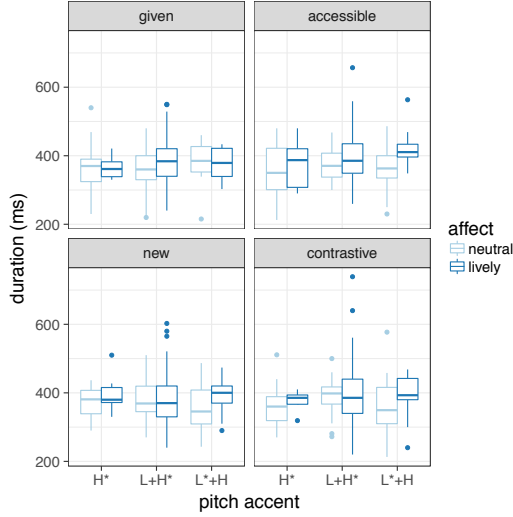 given accessible
600
400
200
new contrastive
600
400
200
H* L+H* L*+H H* L+H* L*+H
pitch accent
duration (ms)
affect
neutral
lively